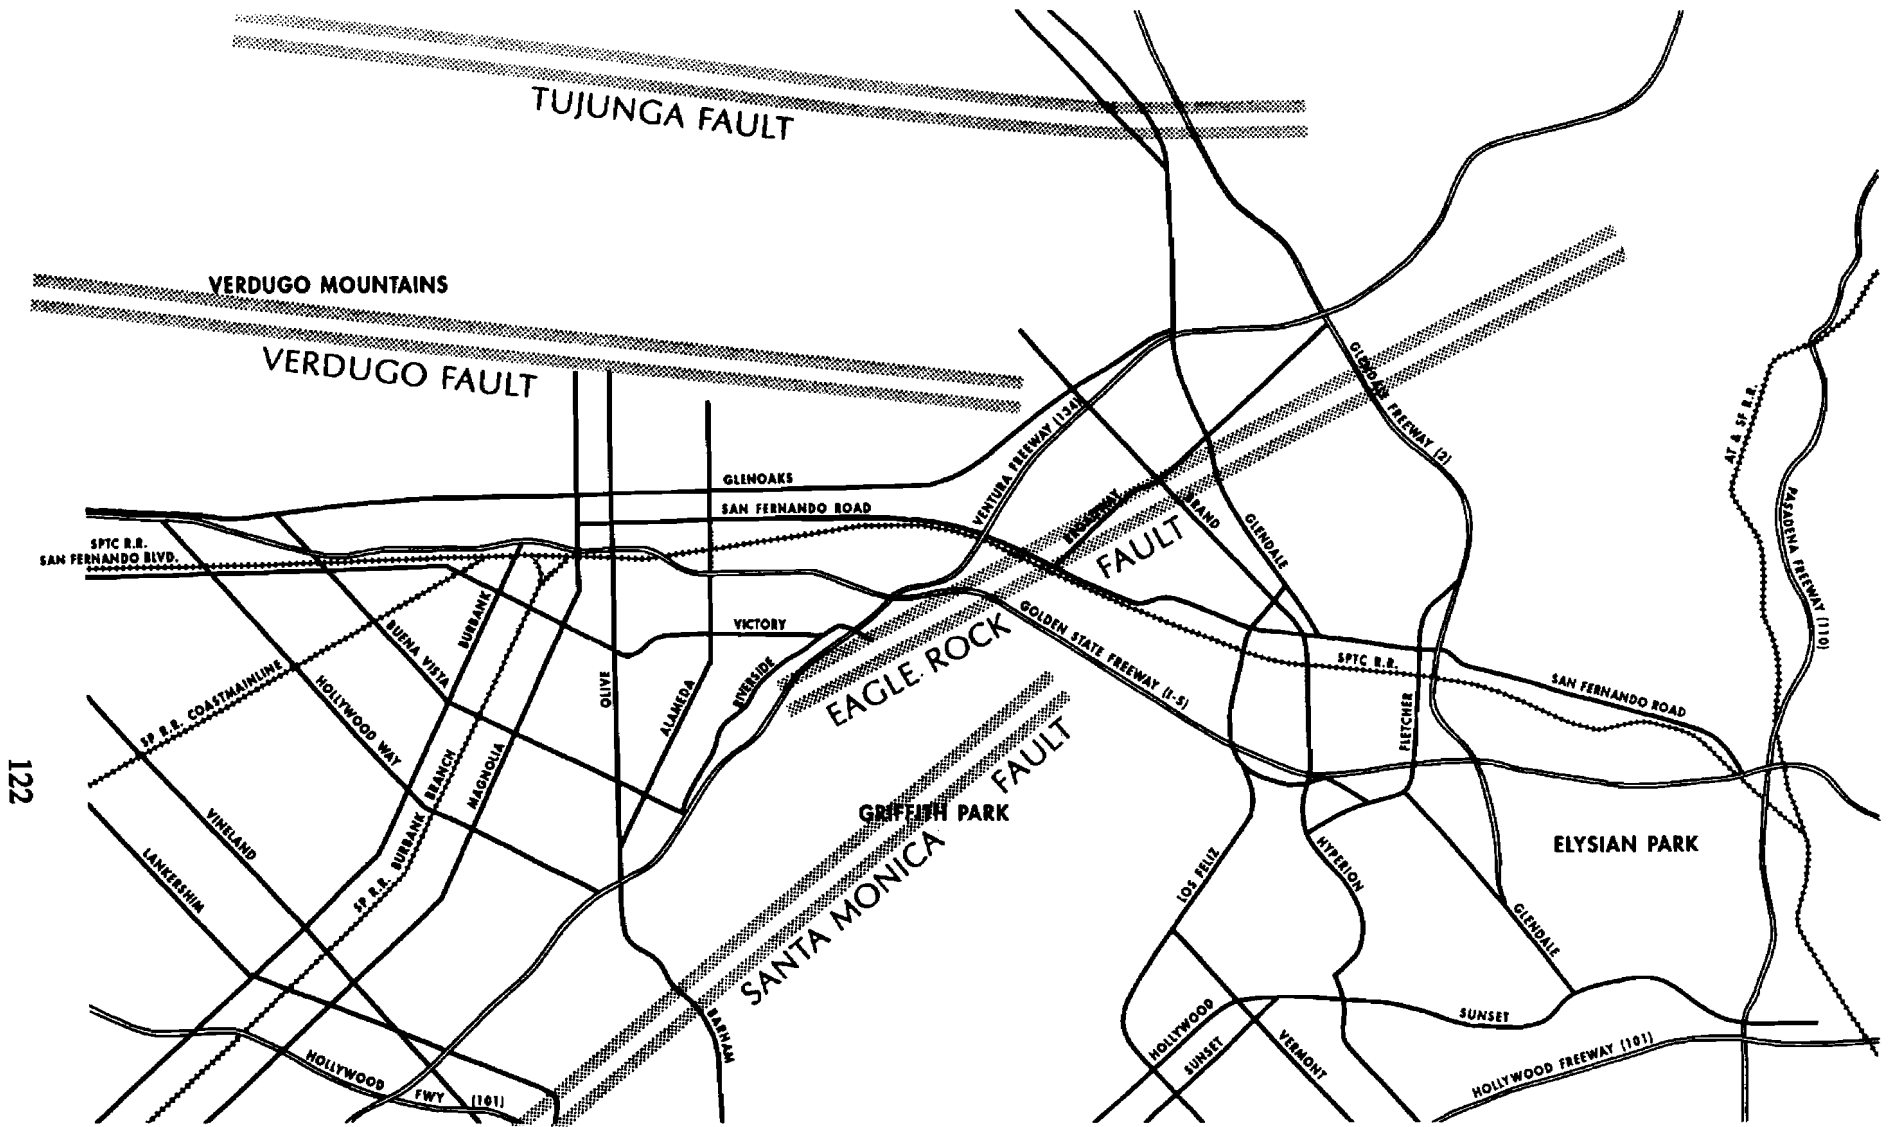 TUJUNGA FAULT
VERDUGO MOUNTAINS
VERDUGO FAULT
GLENDALE FREEWAY (2)
AT & SF R.R.
VENTURA FREEWAY (134)
GLENOAKS
SAN FERNANDO ROAD
BROADWAY
BRAND
GLENDALE
PASADENA FREEWAY (110)
SPTC R.R.
SAN FERNANDO BLVD.
EAGLE ROCK FAULT
GOLDEN STATE FREEWAY (I-5)
BURBANK
BUENA VISTA
VICTORY
RIVERSIDE
OLIVE
ALAMEDA
SP R.R. COASTMAINLINE
HOLLYWOOD WAY
SPTC R.R.
SAN FERNANDO ROAD
FLETCHER
SP R.R. BURBANK BRANCH
MAGNOLIA
122
VINELAND
LANKERSHIM
GRIFFITH PARK
SANTA MONICA FAULT
ELYSIAN PARK
LOS FELIZ
HYPERION
GLENDALE
BARHAM
HOLLYWOOD
SUNSET
VERMONT
SUNSET
HOLLYWOOD FREEWAY (101)
HOLLYWOOD FWY (101)